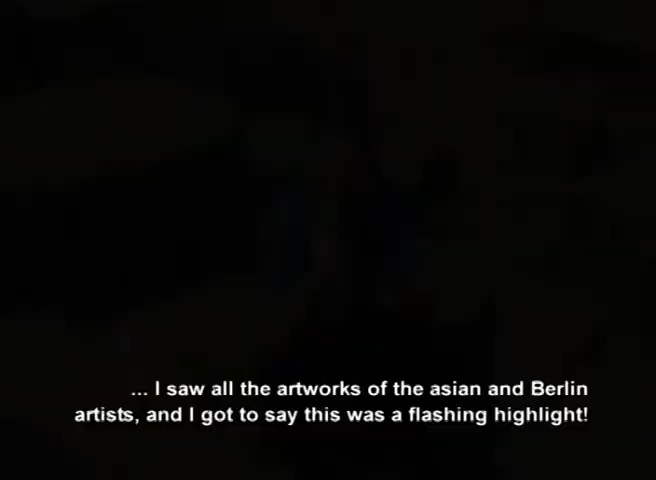 ... I saw all the artworks of the asian and Berlin
artists, and I got to say this was a flashing highlight!